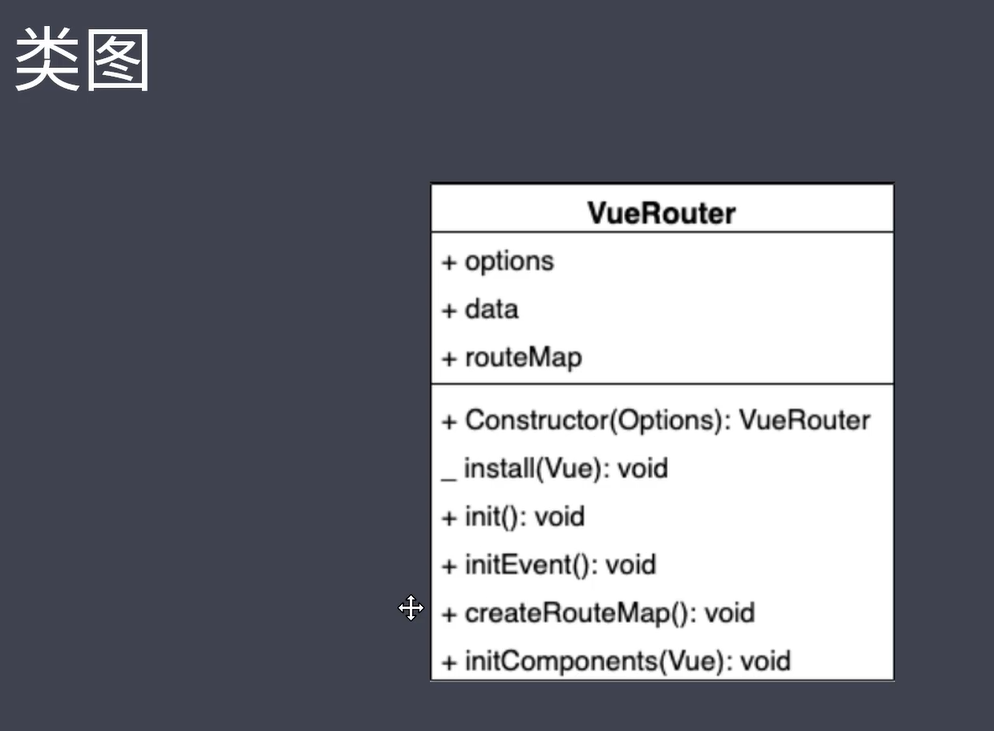 类图
VueRouter
+ options
+ data
+ routeMap
+ Constructor(Options): VueRouter
_ install(Vue): void
+ init(): void
+ initEvent(): void
+ createRouteMap(): void
+ initComponents(Vue): void